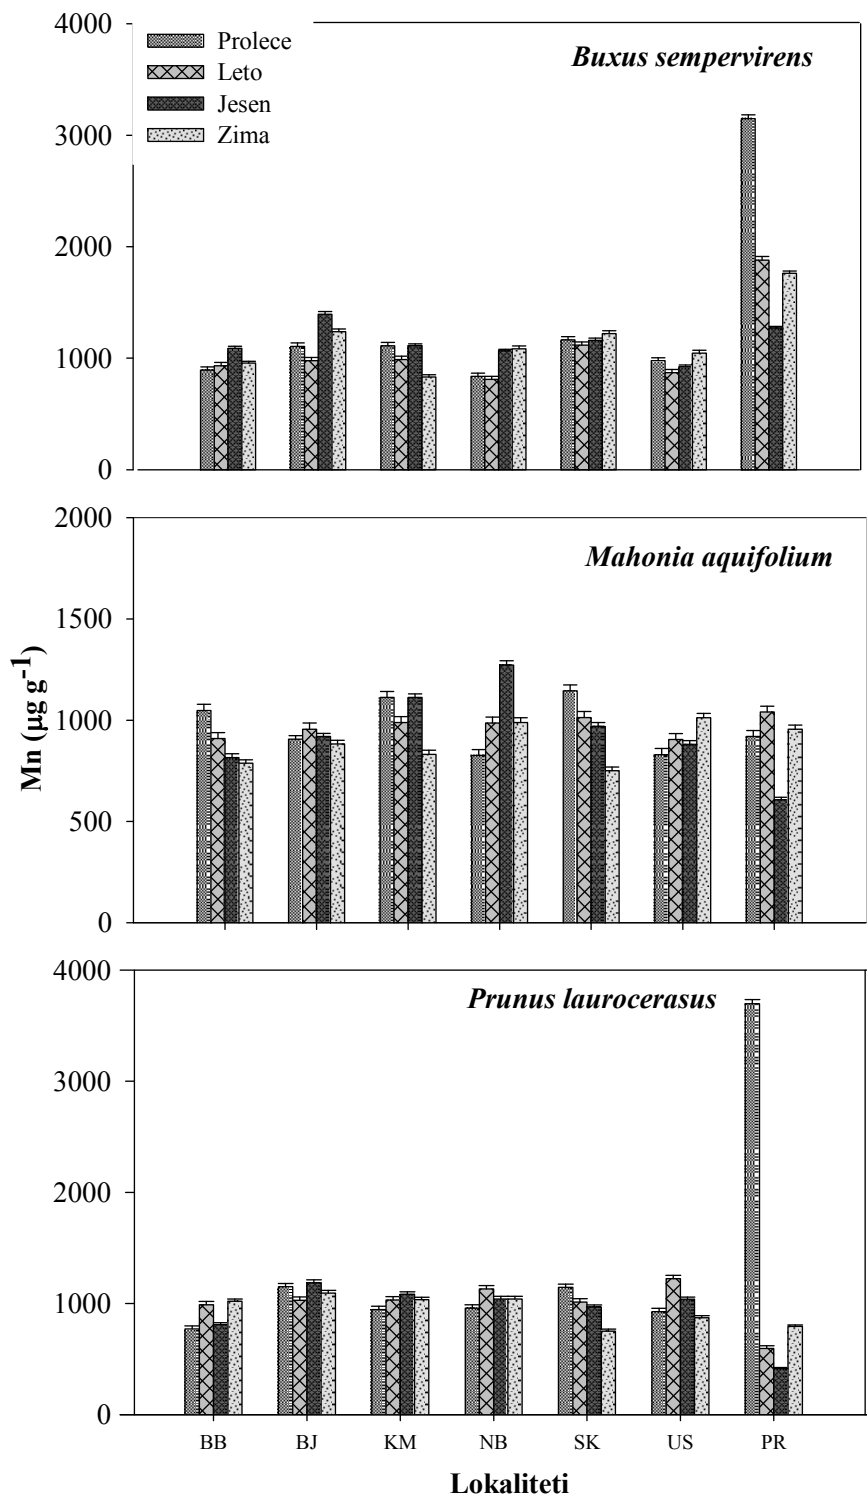 4000
3000
2000
1000
0
Prolece
Leto
Jesen
Zima
Buxus sempervirens
2000
1500
1000
500
0
Mahonia aquifolium
Mn (µg g-1)
4000
3000
2000
1000
0
Prunus laurocerasus
BB BJ KM NB SK US PR
Lokaliteti